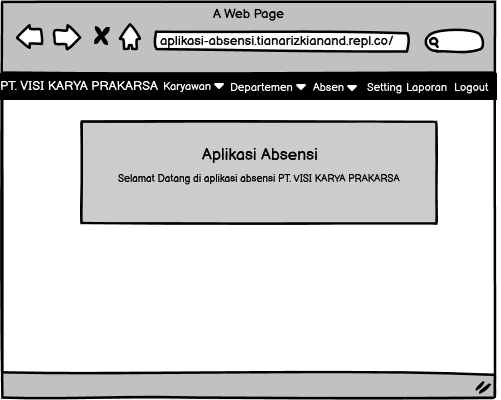 A Web Page
aplikasi-absensi.tianarizkianand.repl.co/
PT. VISI KARYA PRAKARSA Karyawan Departemen Absen Setting Laporan Logout
Aplikasi Absensi
Selamat Datang di aplikasi absensi PT. VISI KARYA PRAKARSA